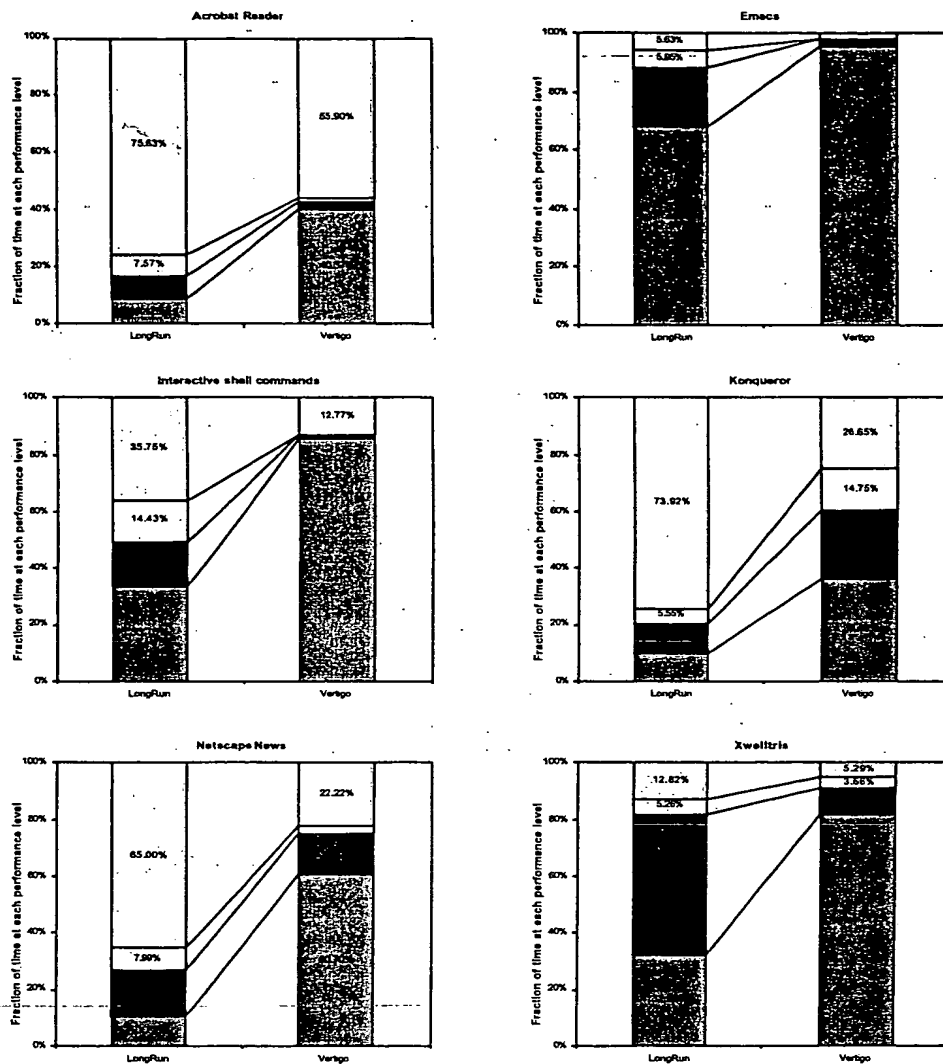 Acrobat Reader
Fraction of time at each performance level
100%
80%
60%
40%
20%
0%
75.63%
7.57%
55.90%
LongRun
Vertigo
Emacs
Fraction of time at each performance level
100%
80%
60%
40%
20%
0%
5.63%
5.95%
LongRun
Vertigo
Interactive shell commands
Fraction of time at each performance level
100%
80%
60%
40%
20%
0%
35.75%
14.43%
12.77%
LongRun
Vertigo
Konqueror
Fraction of time at each performance level
100%
80%
60%
40%
20%
0%
73.92%
5.55%
26.65%
14.75%
LongRun
Vertigo
Netscape News
Fraction of time at each performance level
100%
80%
60%
40%
20%
0%
65.00%
7.99%
22.22%
LongRun
Vertigo
Xwelltris
Fraction of time at each performance level
100%
80%
60%
40%
20%
0%
12.82%
5.26%
5.29%
3.66%
LongRun
Vertigo